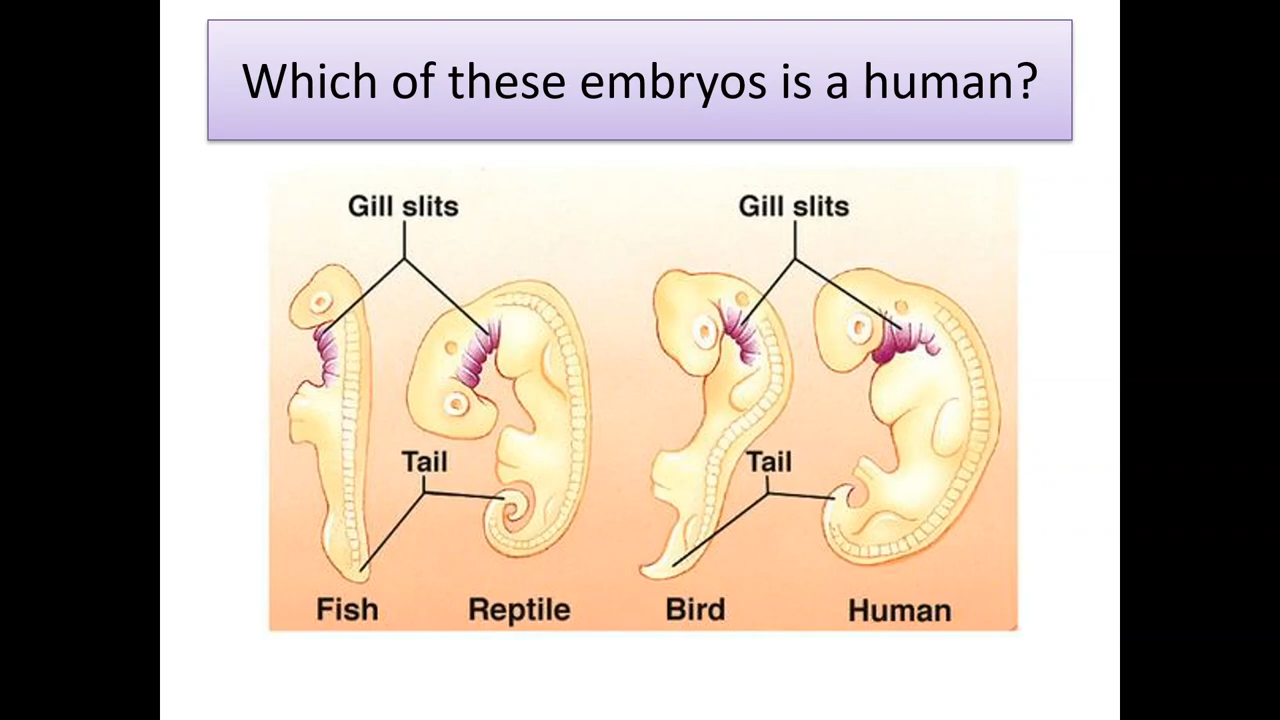 Which of these embryos is a human?
Gill slits
Gill slits
Tail
Tail
Fish
Reptile
Bird
Human